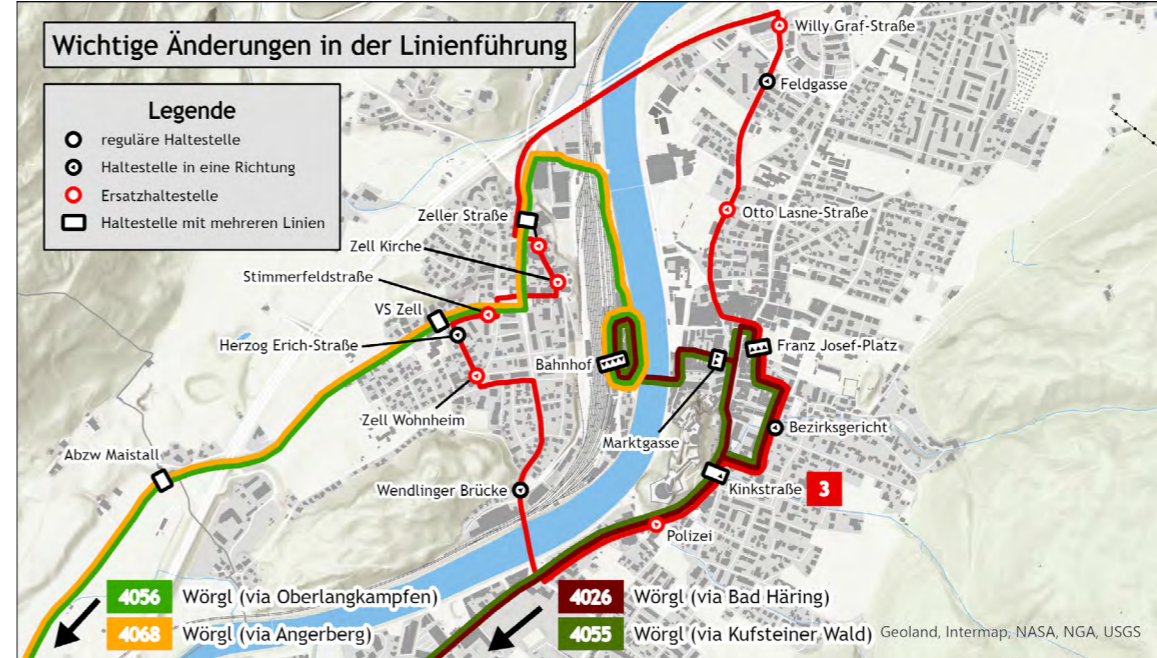 Wichtige Änderungen in der Linienführung
Legende
reguläre Haltestelle
Haltestelle in eine Richtung
Ersatzhaltestelle
Haltestelle mit mehreren Linien
Willy Graf-Straße
Feldgasse
Zeller Straße
Otto Lasne-Straße
Zell Kirche
Stimmerfeldstraße
VS Zell
Herzog Erich-Straße
Bahnhof
Franz Josef-Platz
Zell Wohnheim
Marktgasse
Bezirksgericht
Abzw Maistall
Wendlinger Brücke
Kinkstraße 3
Polizei
4056 Wörgl (via Oberlangkampfen)
4068 Wörgl (via Angerberg)
4026 Wörgl (via Bad Häring)
4055 Wörgl (via Kufsteiner Wald)
Geoland, Intermap, NASA, NGA, USGS